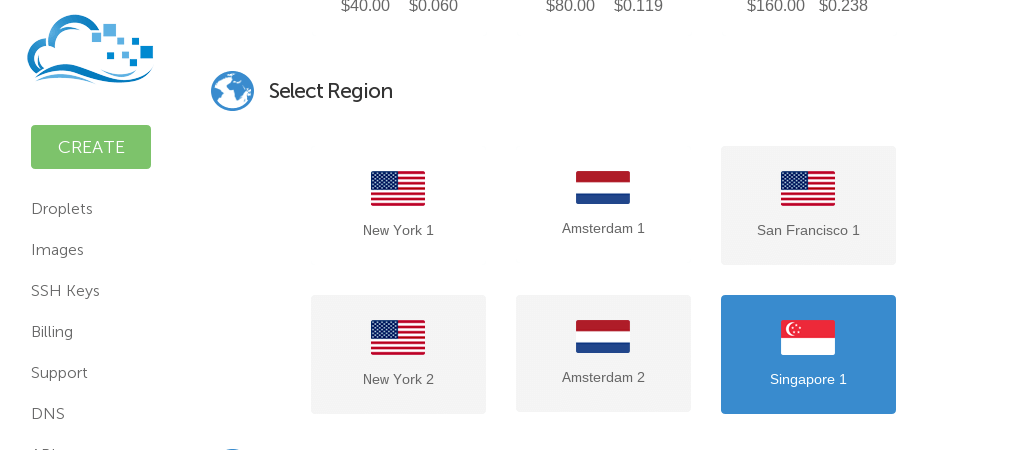 $40.00 $0.060 $80.00 $0.119 $160.00 $0.238
Select Region
CREATE
Droplets
Images
SSH Keys
Billing
Support
DNS
New York 1
Amsterdam 1
San Francisco 1
New York 2
Amsterdam 2
Singapore 1